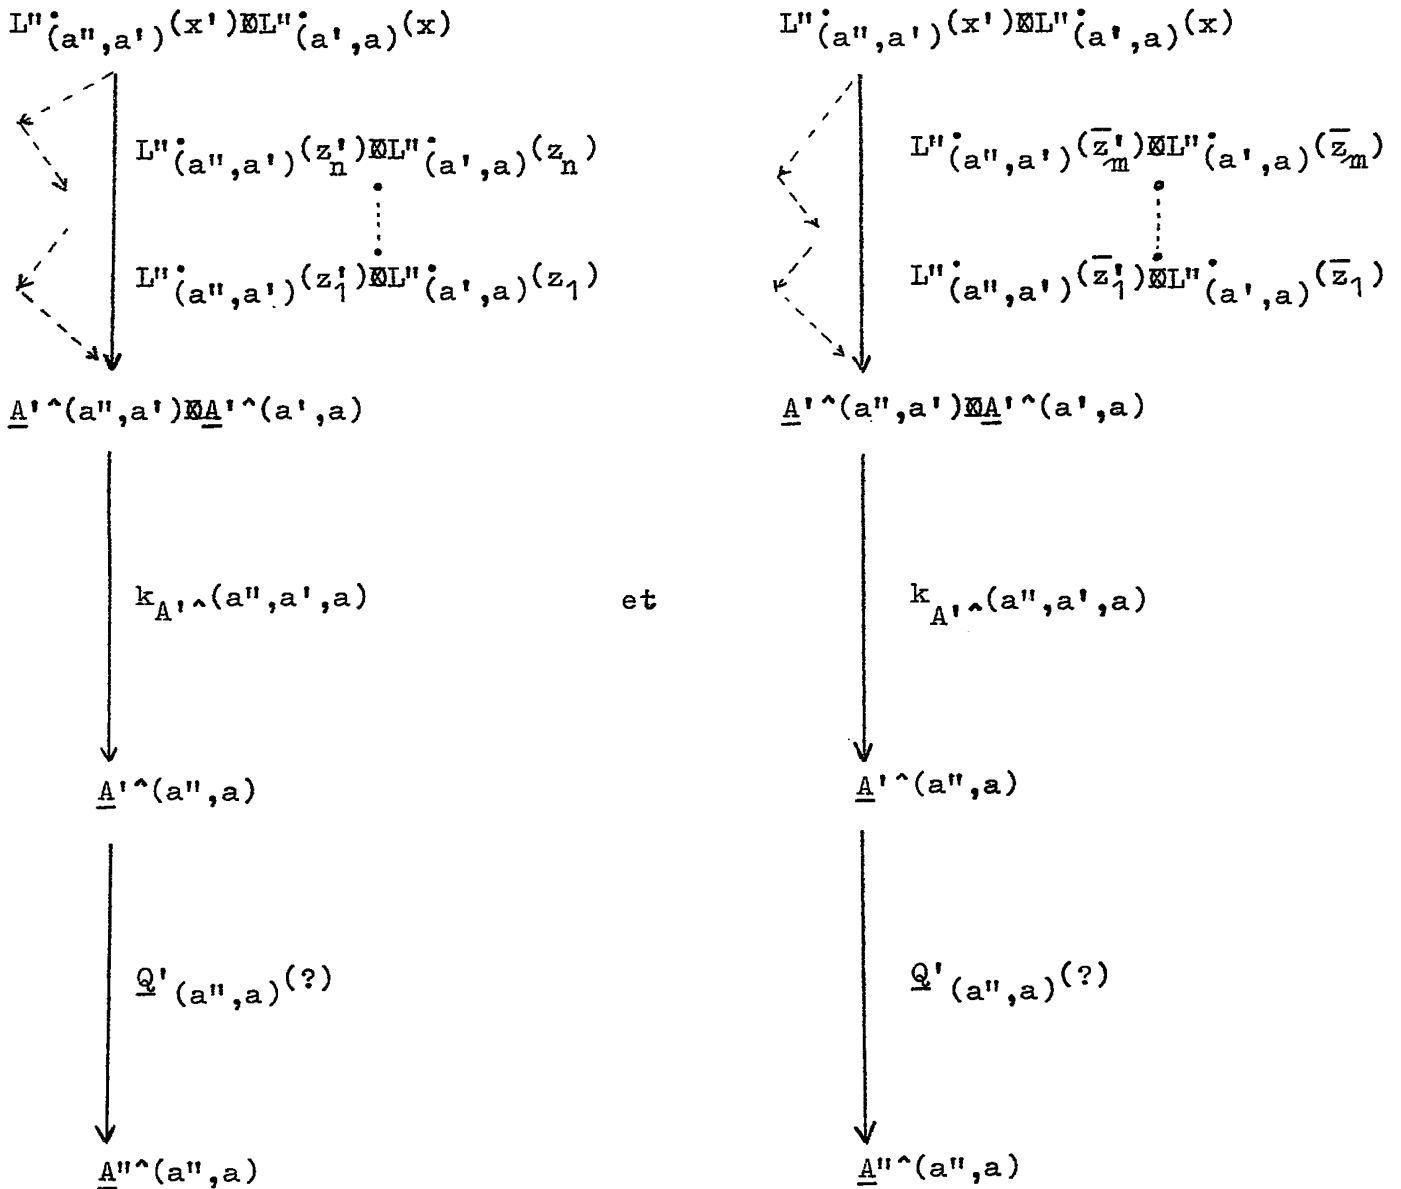 L"•(a",a')(x')⊠L"•(a',a)(x)
L"•(a",a')(z'n)⊠L"•(a',a)(zn)
L"•(a",a')(z'1)⊠L"•(a',a)(z1)
A'^(a",a')⊠A'^(a',a)
kA'^(a",a',a)
A'^(a",a)
Q'(a",a)(?)
A"^(a",a)
et
L"•(a",a')(x')⊠L"•(a',a)(x)
L"•(a",a')(z̄'m)⊠L"•(a',a)(z̄m)
L"•(a",a')(z̄'1)⊠L"•(a',a)(z̄1)
A'^(a",a')⊠A'^(a',a)
kA'^(a",a',a)
A'^(a",a)
Q'(a",a)(?)
A"^(a",a)